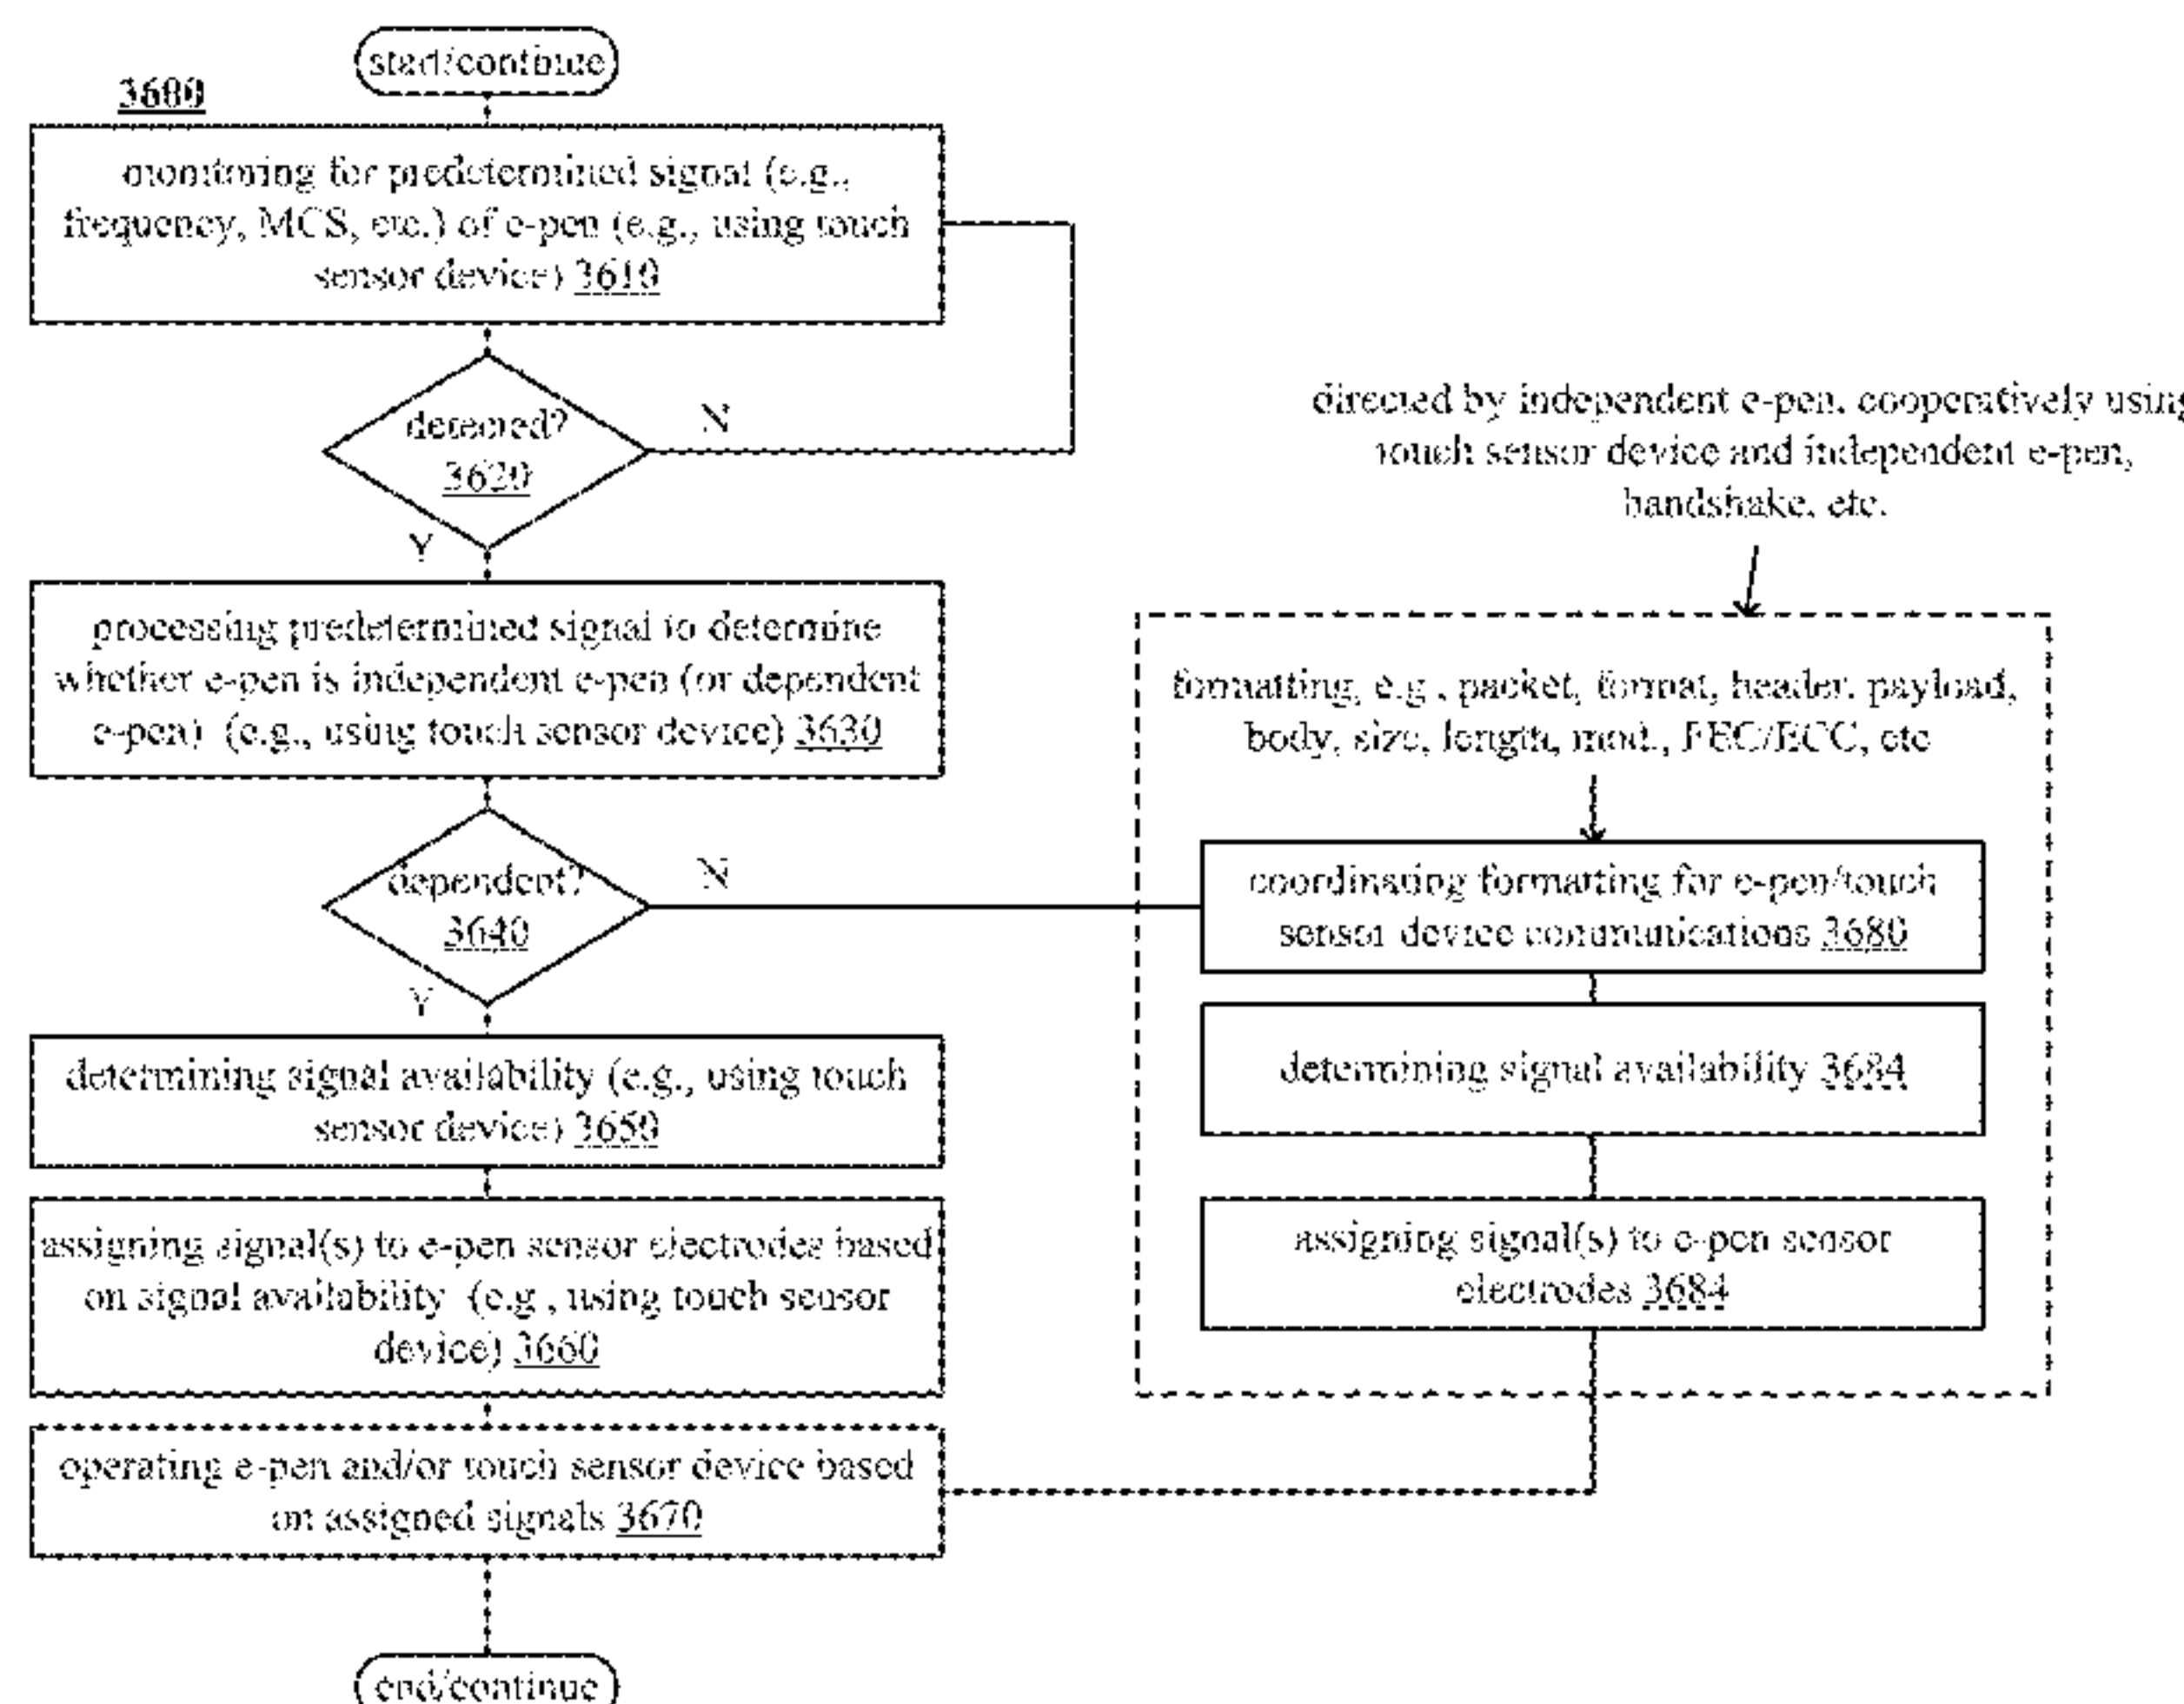 start/continue
3600
monitoring for predetermined signal (e.g.,
frequency, MCS, etc.) of e-pen (e.g., using touch
sensor device) 3610
detected?
3620
N
Y
processing predetermined signal to determine
whether e-pen is independent e-pen (or dependent
e-pen) (e.g., using touch sensor device) 3630
dependent?
3640
N
Y
determining signal availability (e.g., using touch
sensor device) 3650
assigning signal(s) to e-pen sensor electrodes based
on signal availability (e.g., using touch sensor
device) 3660
operating e-pen and/or touch sensor device based
on assigned signals 3670
end/continue
directed by independent e-pen, cooperatively using
touch sensor device and independent e-pen,
handshake, etc.
formatting, e.g., packet, format, header, payload,
body, size, length, mod., FEC/ECC, etc
coordinating formatting for e-pen/touch
sensor device communications 3680
determining signal availability 3684
assigning signal(s) to e-pen sensor
electrodes 3684